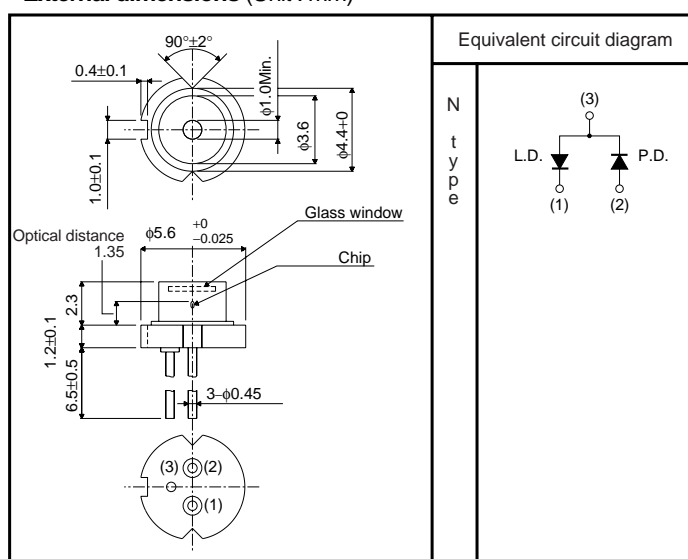 External dimensions (Unit : mm)
90°±2°
0.4±0.1
1.0±0.1
ϕ1.0Min.
ϕ3.6
ϕ4.4+0
Glass window
Optical distance
1.35
ϕ5.6 +0 −0.025
Chip
2.3
1.2±0.1
6.5±0.5
3–ϕ0.45
(3)
(2)
(1)
Equivalent circuit diagram
N type
(3)
L.D.
P.D.
(1)
(2)